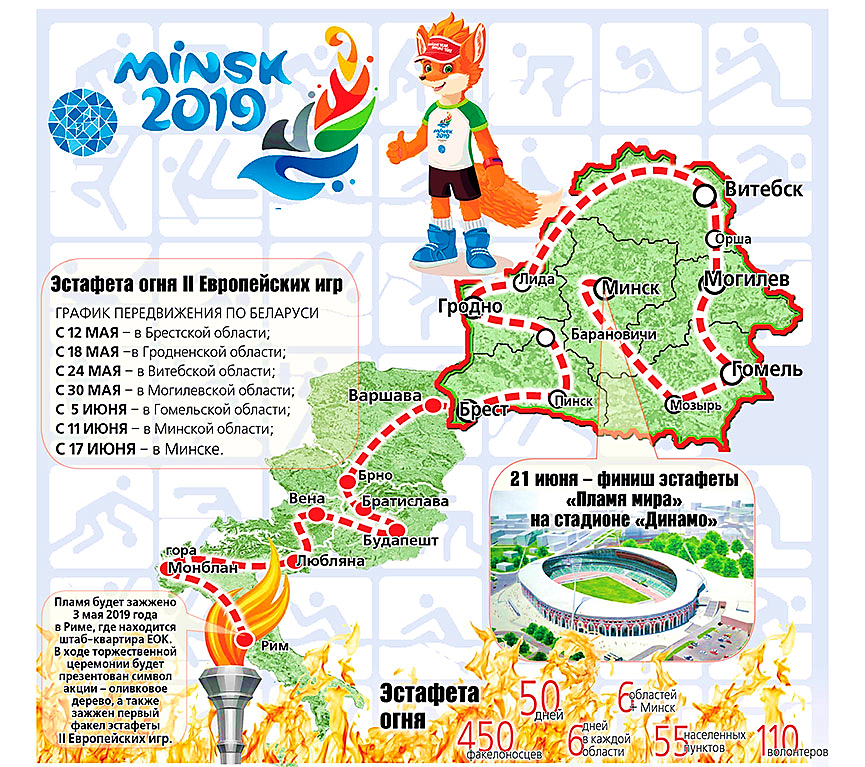 MINSK
2019
MINSK
2019
Эстафета огня II Европейских игр
ГРАФИК ПЕРЕДВИЖЕНИЯ ПО БЕЛАРУСИ
С 12 МАЯ – в Брестской области;
С 18 МАЯ – в Гродненской области;
С 24 МАЯ – в Витебской области;
С 30 МАЯ – в Могилевской области;
С 5 ИЮНЯ – в Гомельской области;
С 11 ИЮНЯ – в Минской области;
С 17 ИЮНЯ – в Минске.
Витебск
Орша
Могилев
Лида
Минск
Гродно
Барановичи
Гомель
Пинск
Мозырь
Брест
Варшава
Брно
Вена
Братислава
Будапешт
Любляна
гора
Монблан
Рим
21 июня – финиш эстафеты
«Пламя мира»
на стадионе «Динамо»
Пламя будет зажжено
3 мая 2019 года
в Риме, где находится
штаб–квартира ЕОК.
В ходе торжественной
церемонии будет
презентован символ
акции – оливковое
дерево, а также
зажжен первый
факел эстафеты
II Европейских игр.
Эстафета
огня
50 дней
6 областей
+ Минск
450 факелоносцев
6 дней
в каждой
области
55 населенных
пунктов
110 волонтеров